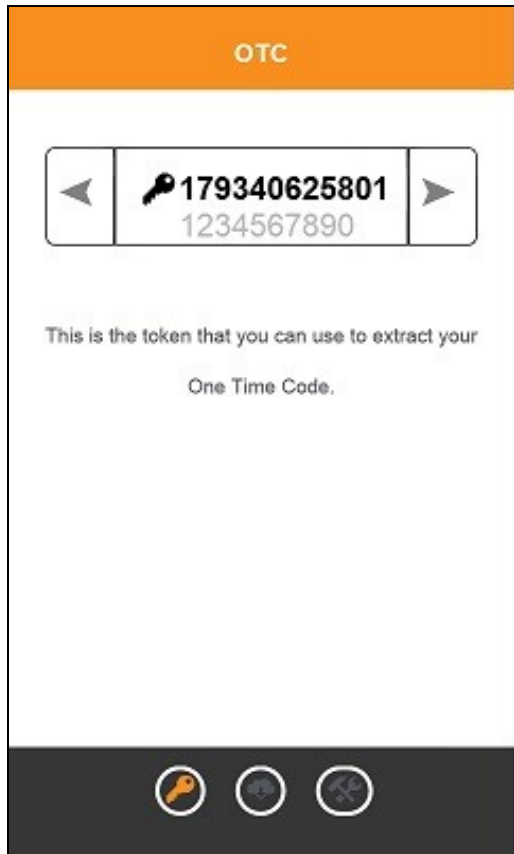 OTC
179340625801
1234567890
This is the token that you can use to extract your
One Time Code.